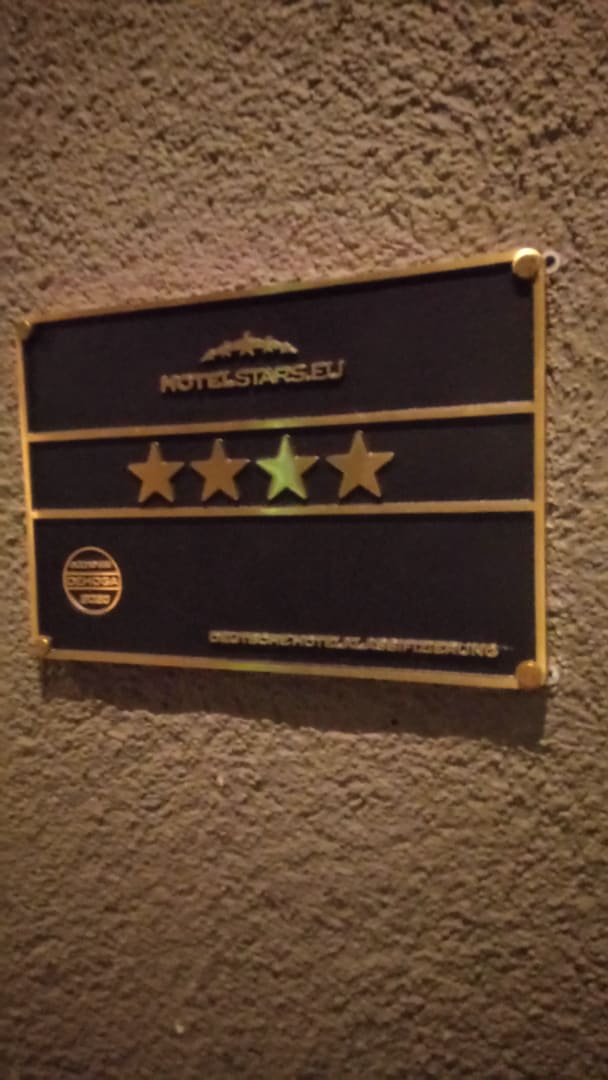 HOTELSTARS.EU
DEHOGA
DEUTSCHE HOTELKLASSIFIZIERUNG